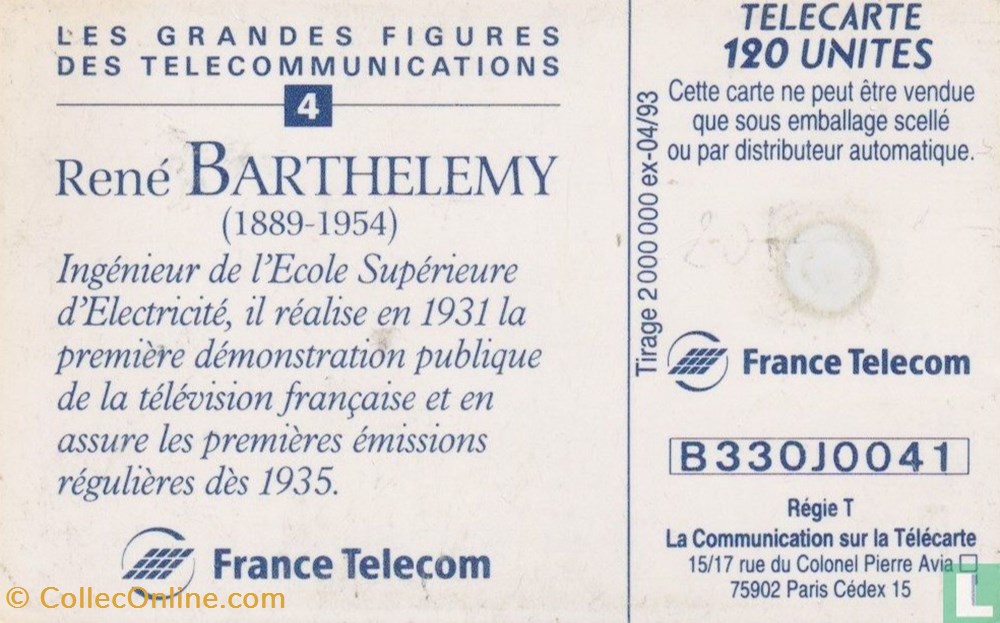 LES GRANDES FIGURES
DES TELECOMMUNICATIONS
4
René BARTHELEMY
(1889-1954)
Ingénieur de l'Ecole Supérieure
d'Electricité, il réalise en 1931 la
première démonstration publique
de la télévision française et en
assure les premières émissions
régulières dès 1935.
France Telecom
Tirage 2 000 000 ex-04/93
TELECARTE
120 UNITES
Cette carte ne peut être vendue
que sous emballage scellé
ou par distributeur automatique.
France Telecom
B330J0041
Régie T
La Communication sur la Télécarte
15/17 rue du Colonel Pierre Avia
75902 Paris Cédex 15
© CollecOnline.com
L